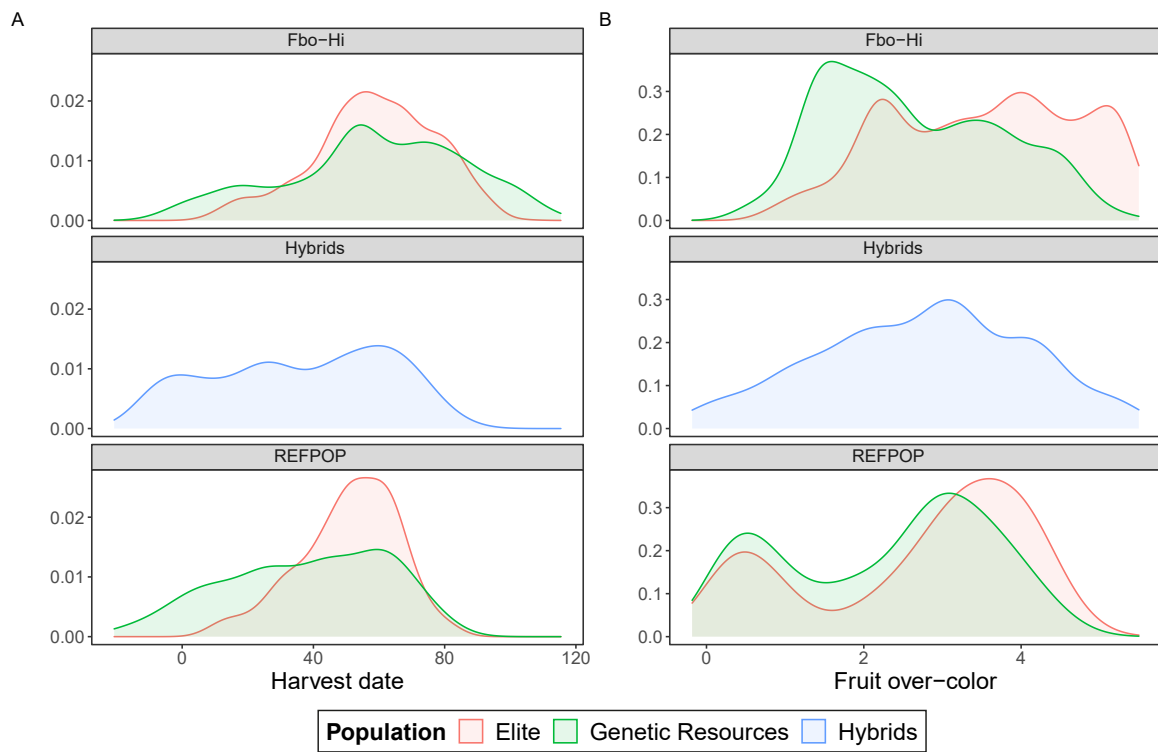 A
Fbo−Hi
0.02
0.01
0.00
Hybrids
0.02
0.01
0.00
REFPOP
0.02
0.01
0.00
0 40 80 120
Harvest date
B
Fbo−Hi
0.3
0.2
0.1
0.0
Hybrids
0.3
0.2
0.1
0.0
REFPOP
0.3
0.2
0.1
0.0
0 2 4
Fruit over−color
Population Elite Genetic Resources Hybrids